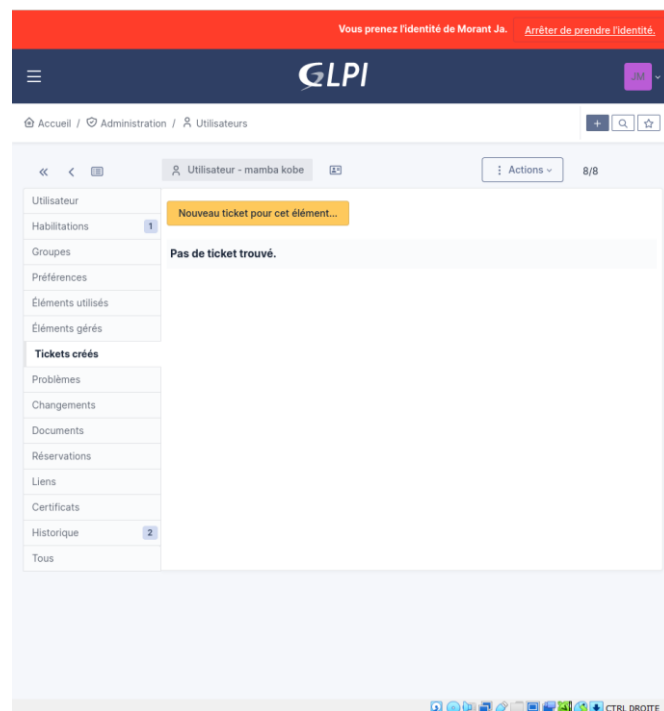 Vous prenez l'identité de Morant Ja. Arrêter de prendre l'identité.
GLPI
JM
Accueil / Administration / Utilisateurs
Utilisateur - mamba kobe
Actions
8/8
Utilisateur
Habilitations 1
Groupes
Préférences
Éléments utilisés
Éléments gérés
Tickets créés
Problèmes
Changements
Documents
Réservations
Liens
Certificats
Historique 2
Tous
Nouveau ticket pour cet élément...
Pas de ticket trouvé.
CTRL DROITE